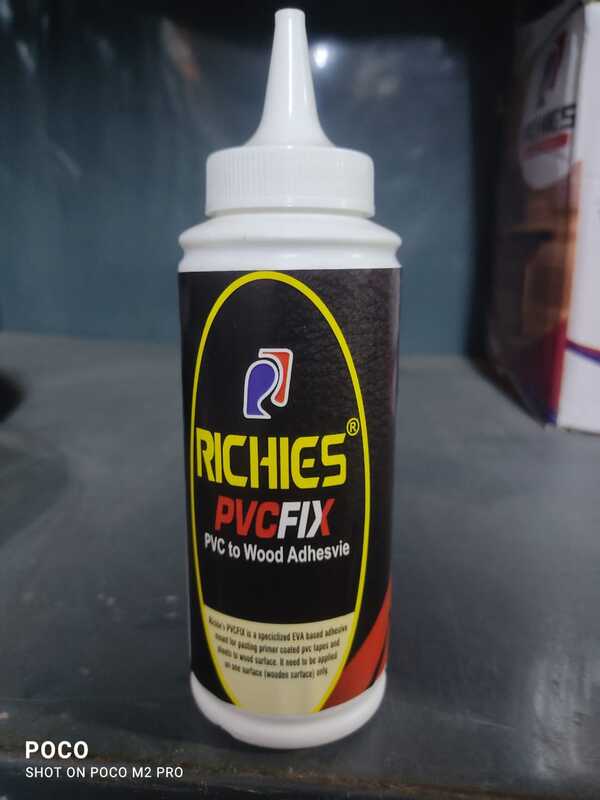 RICHIES
RICHIES®
PVCFIX
PVC to Wood Adhesvie
Richie's PVCFIX is a speciclized EVA based adhesive
meant for pasting primer coated pvc tapes and
sheets to wood surface. It need to be applied
on one surface (wooden surface) only.
POCO
SHOT ON POCO M2 PRO